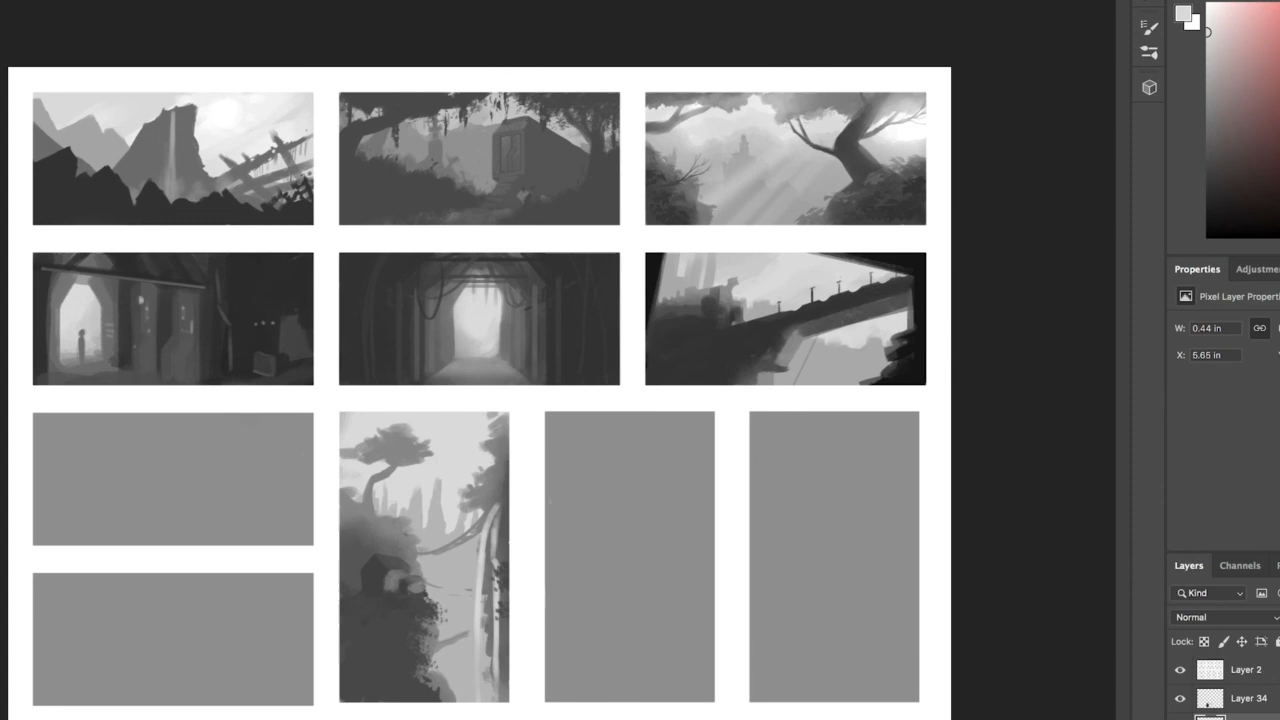 Properties
Adjustme
Pixel Layer Properti
W: 0.44 in
X: 5.65 in
Layers
Channels
Kind
Normal
Lock:
Layer 2
Layer 34